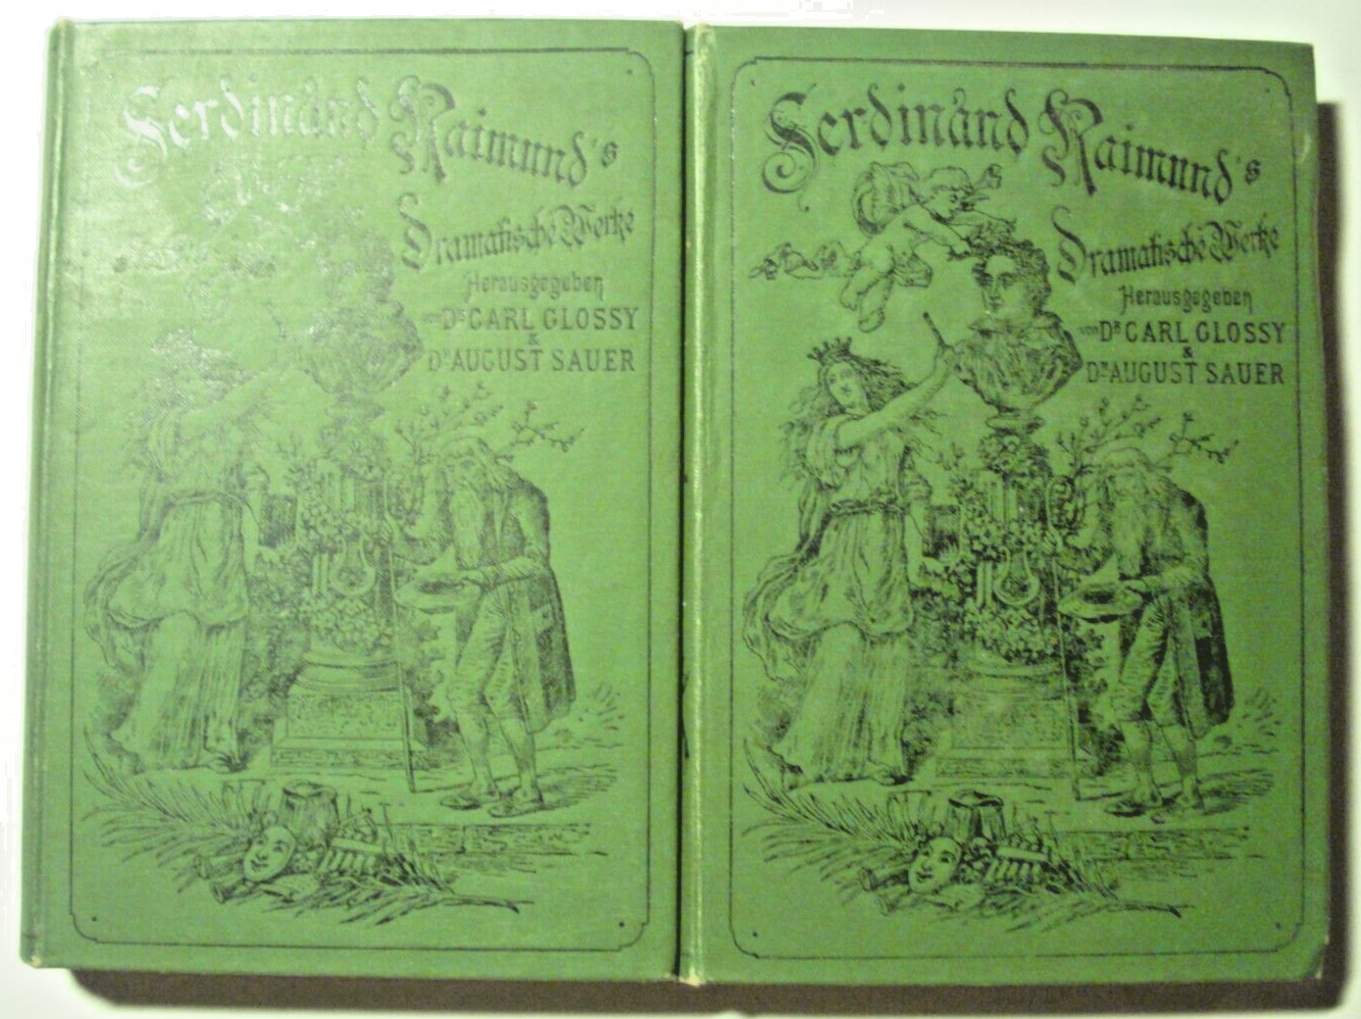 Ferdinand Raimund's
Dramatische Werke
Herausgegeben
von Dr. CARL GLOSSY
&
Dr. AUGUST SAUER
Ferdinand Raimund's
Dramatische Werke
Herausgegeben
von Dr. CARL GLOSSY
&
Dr. AUGUST SAUER